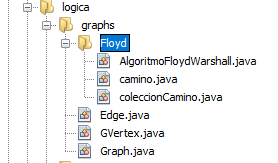 logica
graphs
Floyd
AlgoritmoFloydWarshall.java
camino.java
coleccionCamino.java
Edge.java
GVertex.java
Graph.java